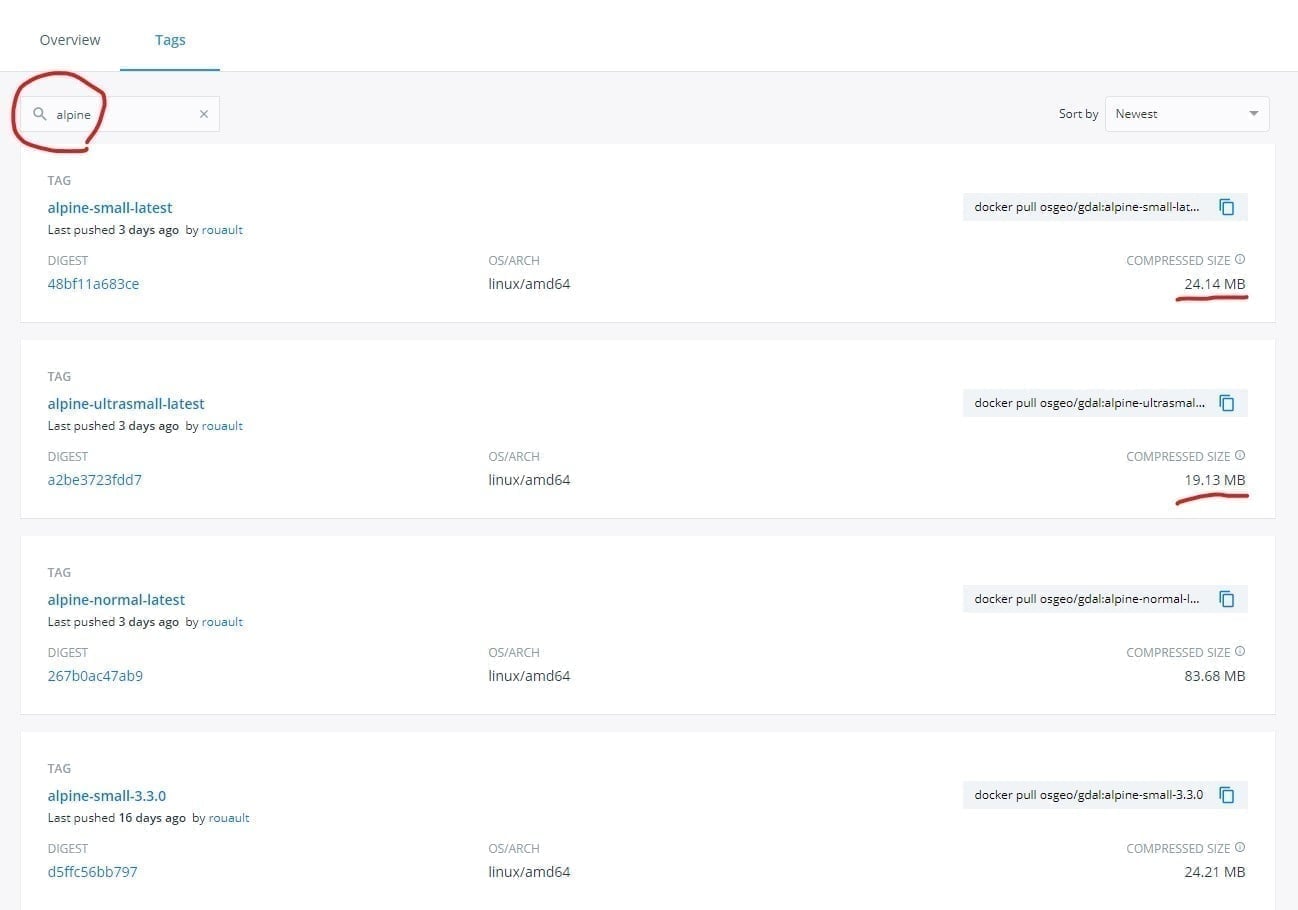 Overview Tags
alpine × Sort by Newest
TAG
alpine-small-latest docker pull osgeo/gdal:alpine-small-lat...
Last pushed 3 days ago by rouault
DIGEST OS/ARCH COMPRESSED SIZE
48bf11a683ce linux/amd64 24.14 MB
TAG
alpine-ultrasmall-latest docker pull osgeo/gdal:alpine-ultrasmal...
Last pushed 3 days ago by rouault
DIGEST OS/ARCH COMPRESSED SIZE
a2be3723fdd7 linux/amd64 19.13 MB
TAG
alpine-normal-latest docker pull osgeo/gdal:alpine-normal-l...
Last pushed 3 days ago by rouault
DIGEST OS/ARCH COMPRESSED SIZE
267b0ac47ab9 linux/amd64 83.68 MB
TAG
alpine-small-3.3.0 docker pull osgeo/gdal:alpine-small-3.3.0
Last pushed 16 days ago by rouault
DIGEST OS/ARCH COMPRESSED SIZE
d5ffc56bb797 linux/amd64 24.21 MB